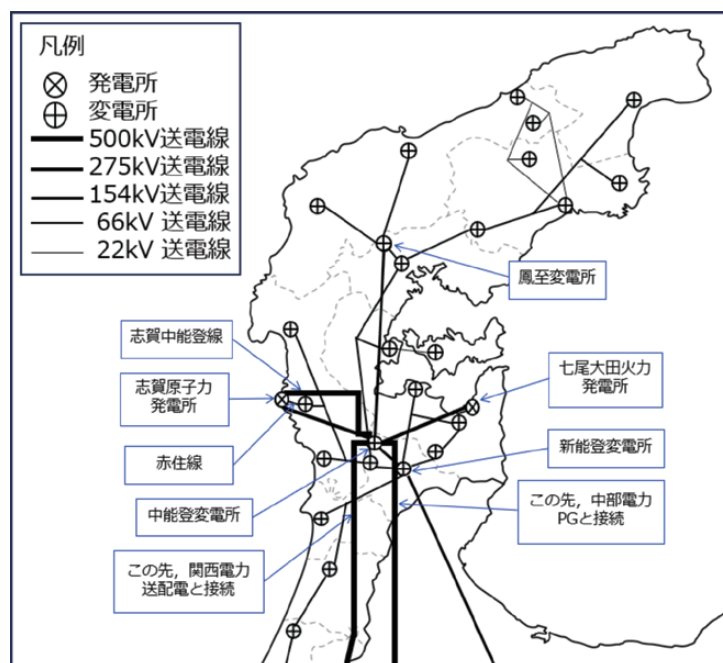 凡例
発電所
変電所
500kV送電線
275kV送電線
154kV送電線
66kV 送電線
22kV 送電線
鳳至変電所
志賀中能登線
志賀原子力
発電所
赤住線
中能登変電所
この先，関西電力
送配電と接続
七尾大田火力
発電所
新能登変電所
この先，中部電力
PGと接続